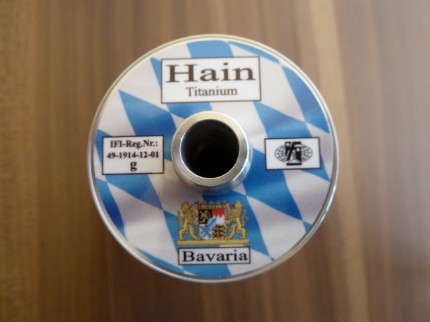 Hain
Titanium
IFI-Reg.Nr.:
49-1914-12-01
g
Bavaria